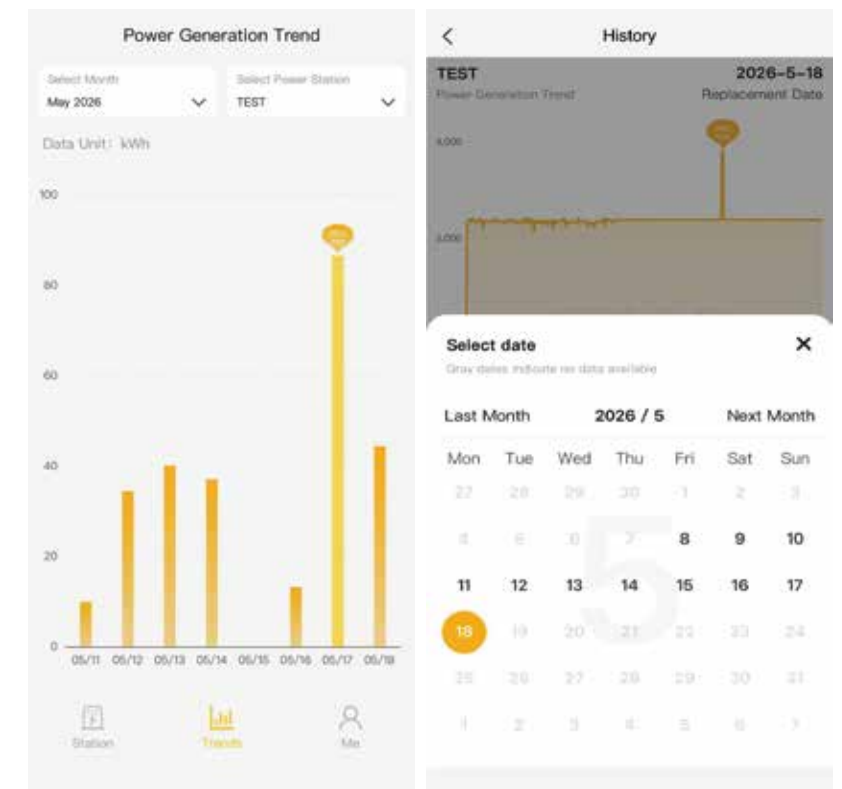 Power Generation Trend
Select Month
May 2026
Select Power Station
TEST
Data Unit: kWh
100
80
60
40
20
0
05/11 05/12 05/13 05/14 05/15 05/16 05/17 05/18
Station
Trends
Me
History
TEST
2026-5-18
Power Generation Trend
Replacement Date
Select date
Gray dates indicate no data available
Last Month
2026 / 5
Next Month
Mon Tue Wed Thu Fri Sat Sun
27 28 29 30 1 2 3
4 5 6 7 8 9 10
5
11 12 13 14 15 16 17
18 19 20 21 22 23 24
25 26 27 28 29 30 31
1 2 3 4 5 6 7